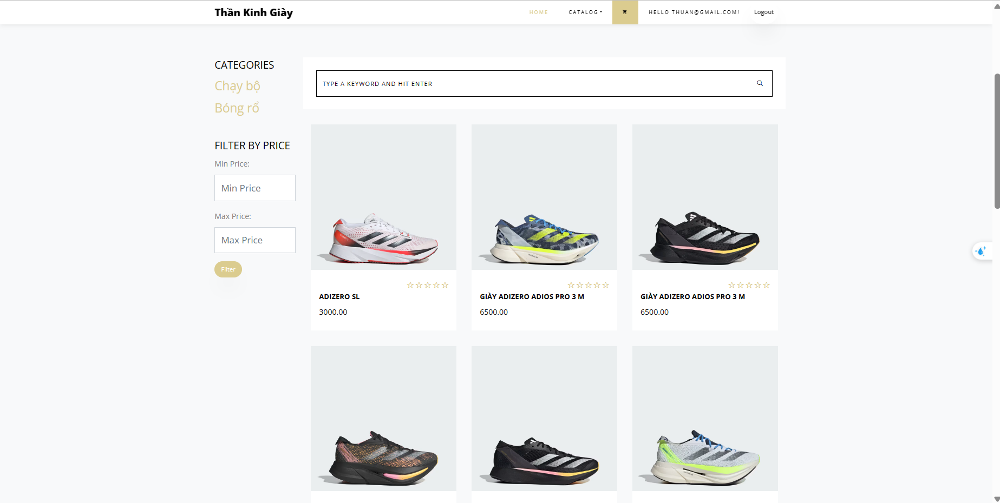 Thần Kinh Giày
HOME
CATALOG
HELLO THUAN@GMAIL.COM!
Logout
CATEGORIES
Chạy bộ
Bóng rổ
FILTER BY PRICE
Min Price:
Min Price
Max Price:
Max Price
Filter
TYPE A KEYWORD AND HIT ENTER
ADIZERO SL
3000.00
GIÀY ADIZERO ADIOS PRO 3 M
6500.00
GIÀY ADIZERO ADIOS PRO 3 M
6500.00